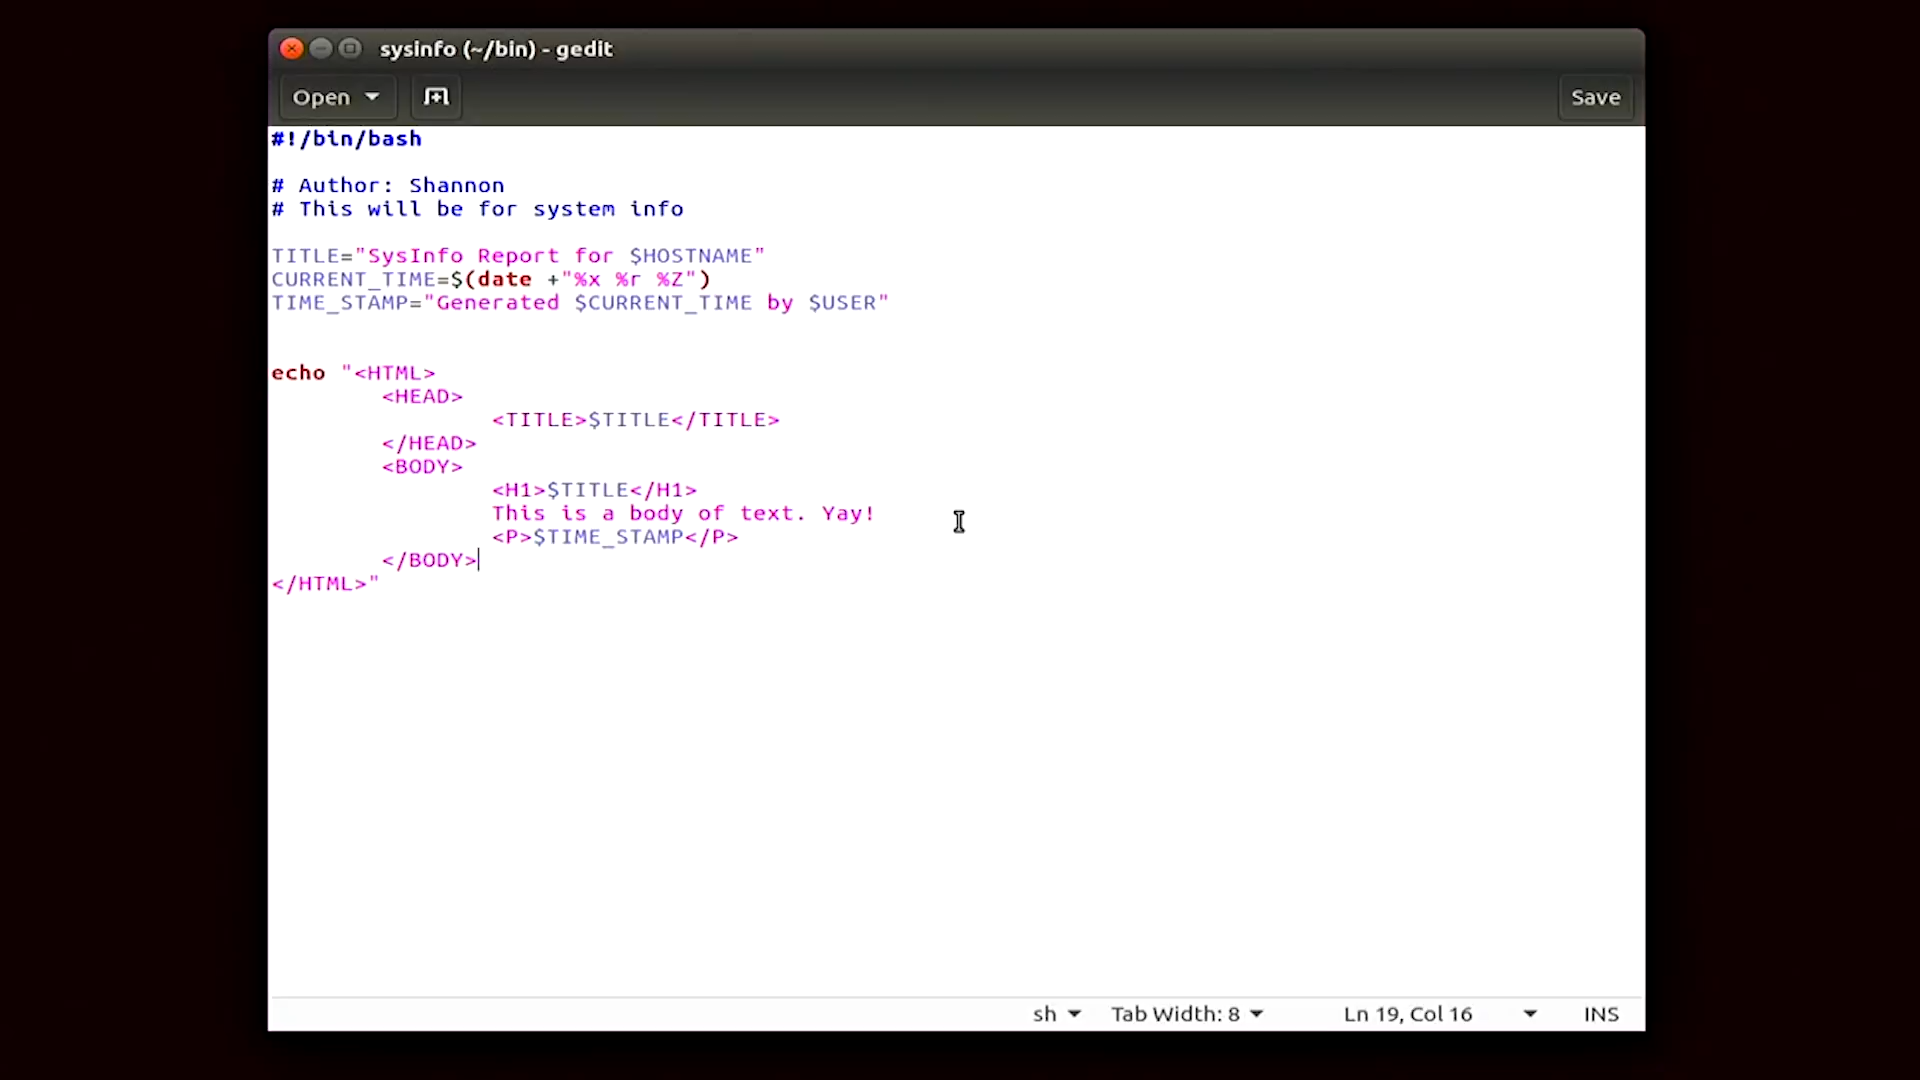 sysinfo (~/bin) - gedit
Open
Save
#!/bin/bash
# Author: Shannon
# This will be for system info
TITLE="SysInfo Report for $HOSTNAME"
CURRENT_TIME=$(date +"%x %r %Z")
TIME_STAMP="Generated $CURRENT_TIME by $USER"
echo "<HTML>
<HEAD>
<TITLE>$TITLE</TITLE>
</HEAD>
<BODY>
<H1>$TITLE</H1>
This is a body of text. Yay!
<P>$TIME_STAMP</P>
</BODY>
</HTML>"
sh Tab Width: 8 Ln 19, Col 16 INS